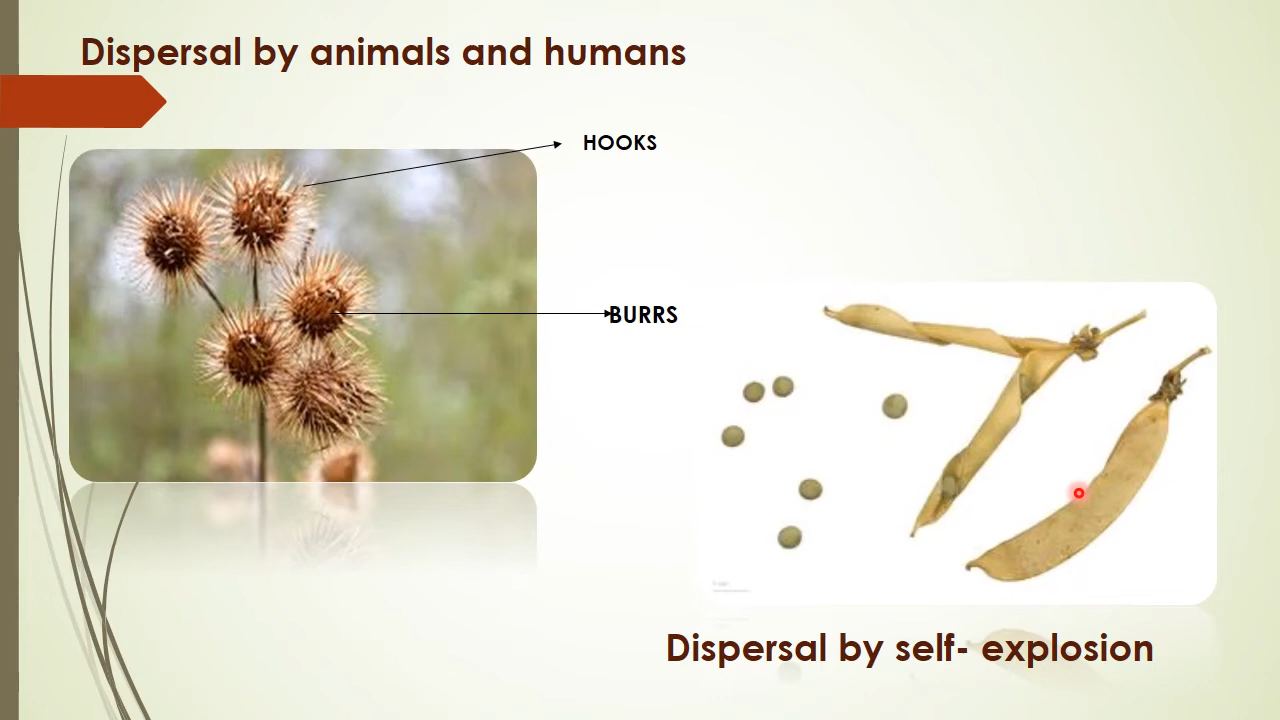 Dispersal by animals and humans
HOOKS
BURRS
Dispersal by self- explosion